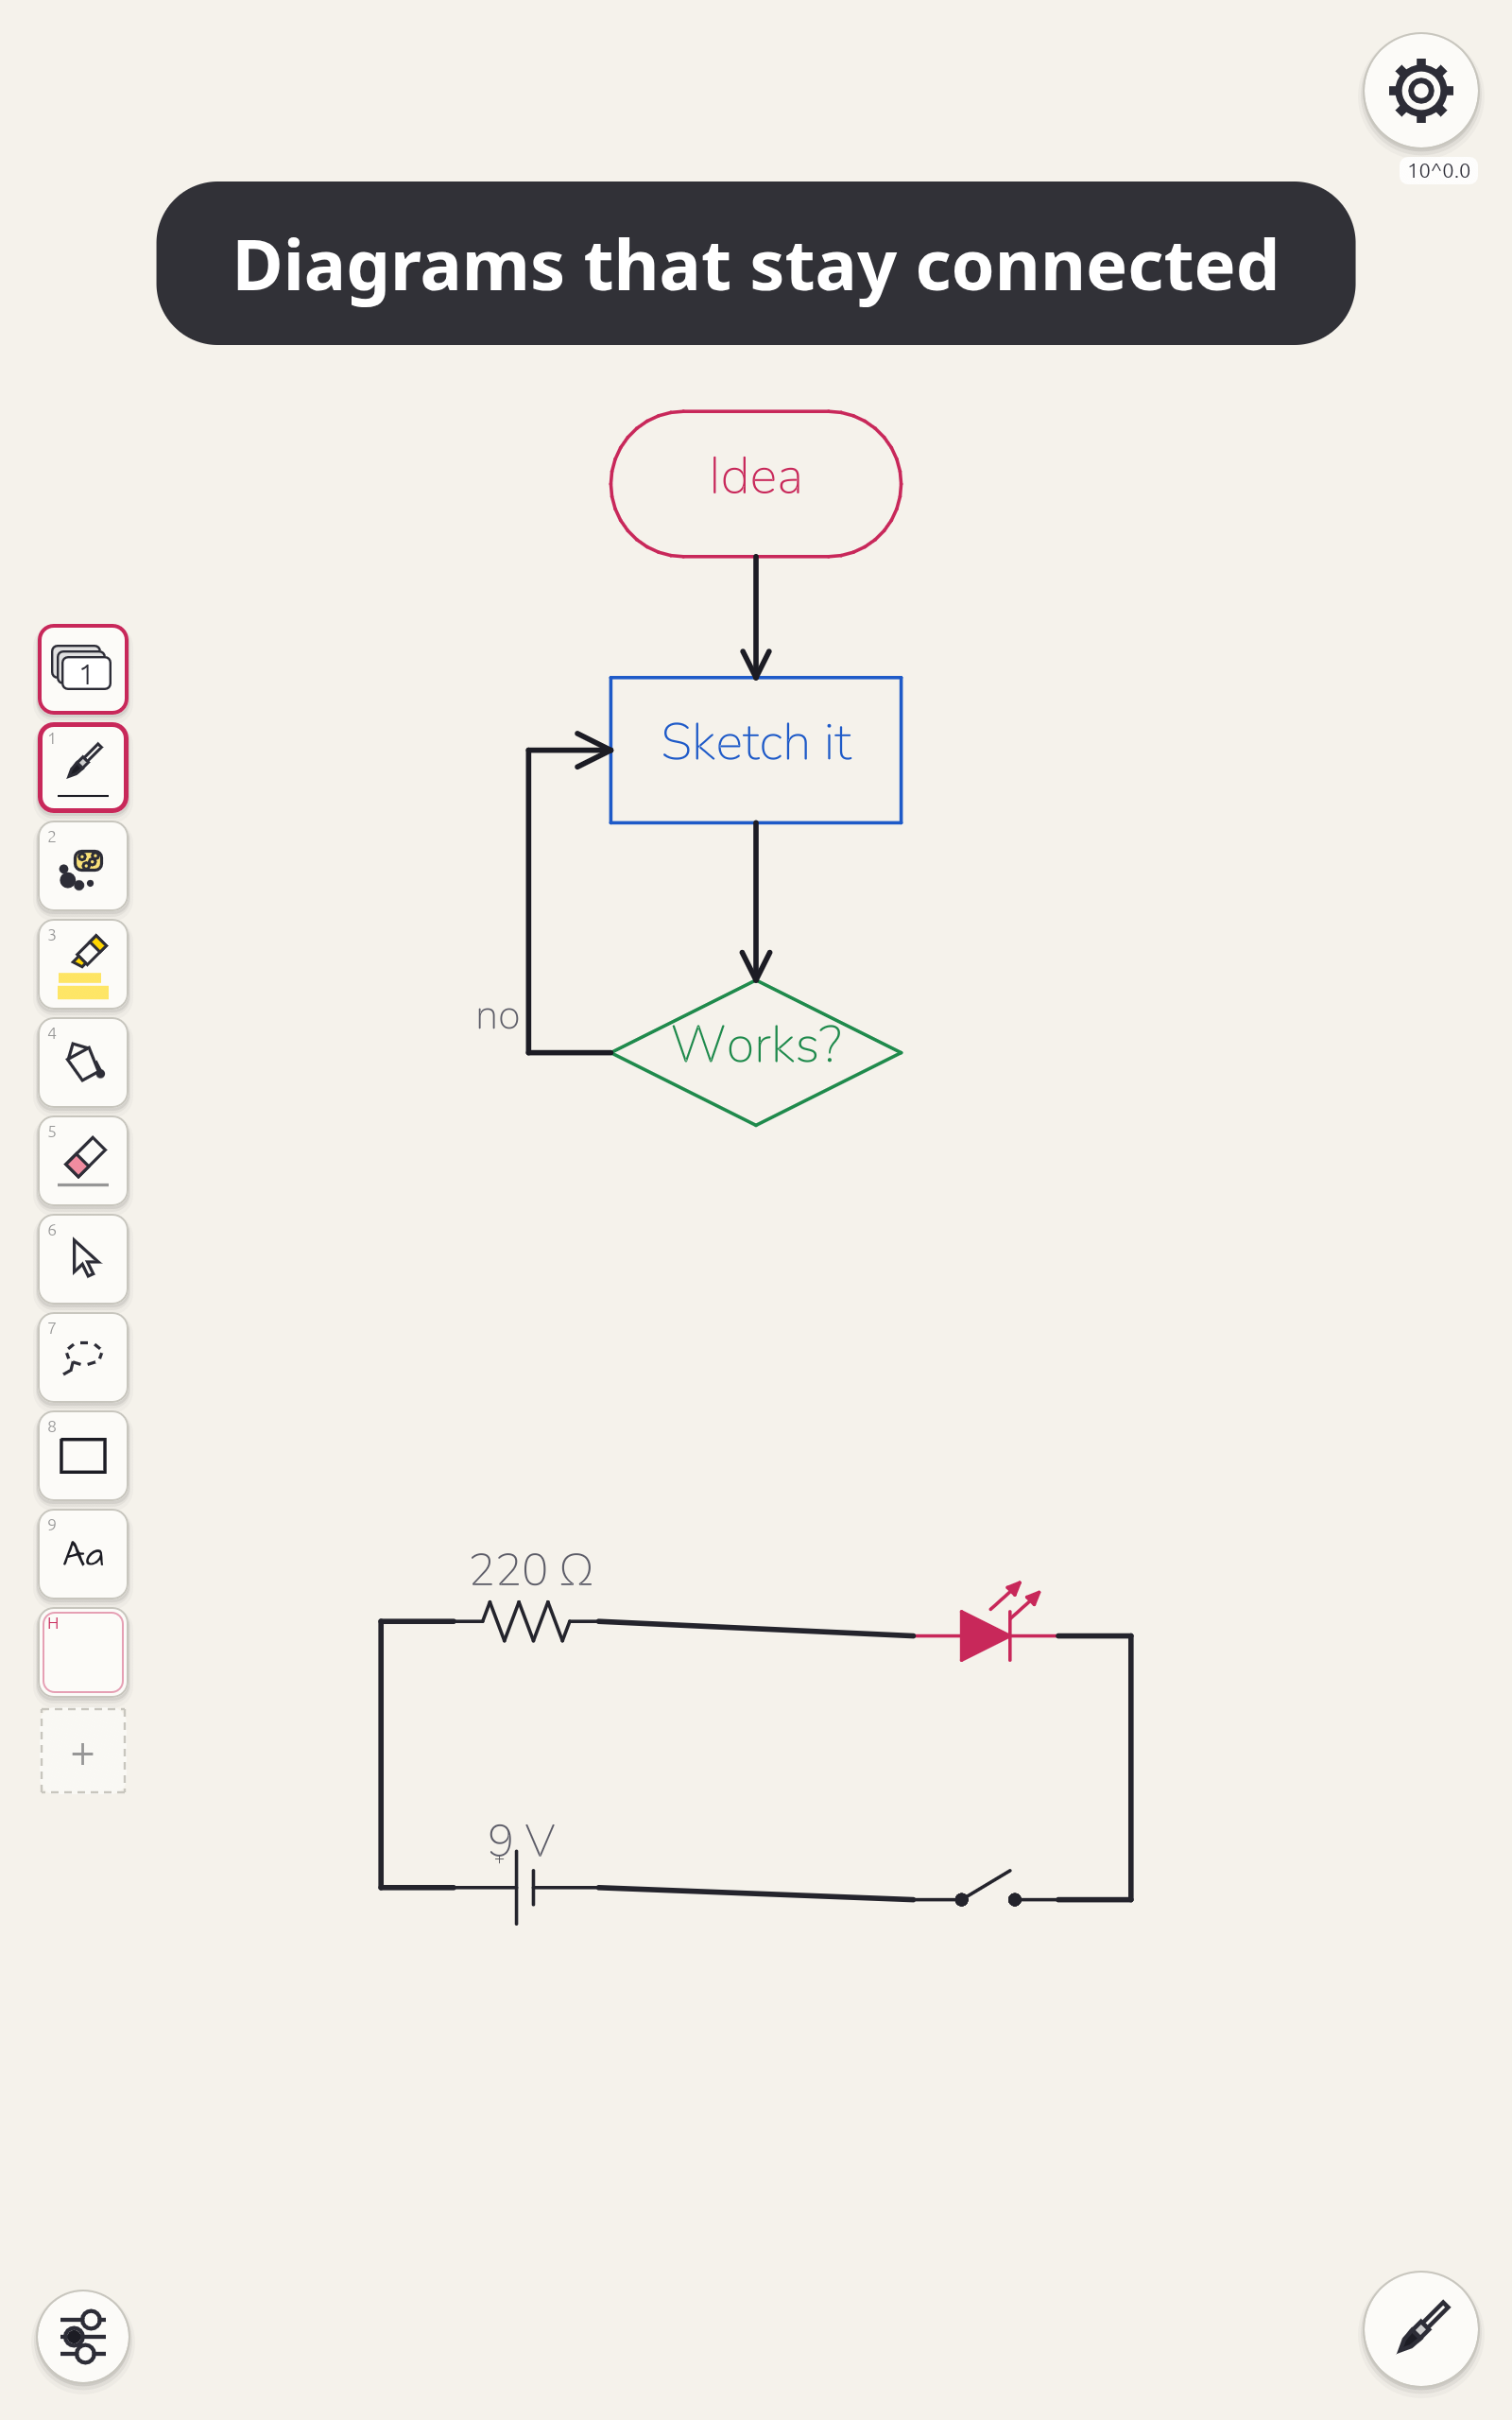 10^0.0
Diagrams that stay connected
Idea
Sketch it
no
Works?
1
1
2
3
4
5
6
7
8
9
Aa
H
+
220 Ω
9 V
+